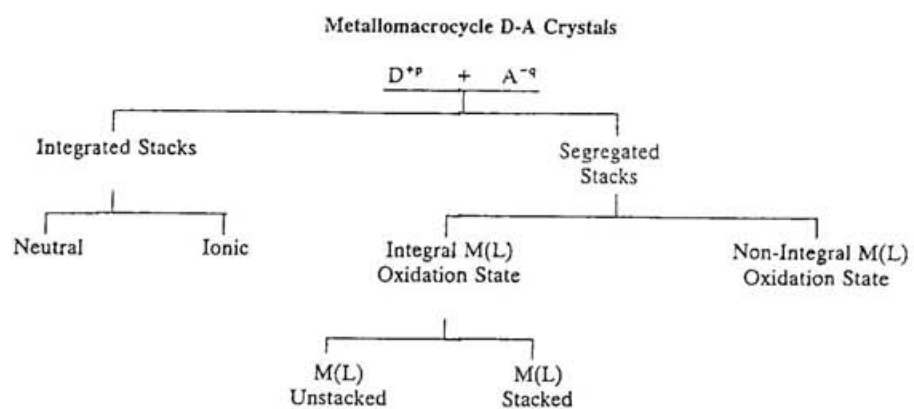 Metallomacrocycle D-A Crystals
D⁺ᵖ + A⁻q
Integrated Stacks
Segregated
Stacks
Neutral
Ionic
Integral M(L)
Oxidation State
Non-Integral M(L)
Oxidation State
M(L)
Unstacked
M(L)
Stacked